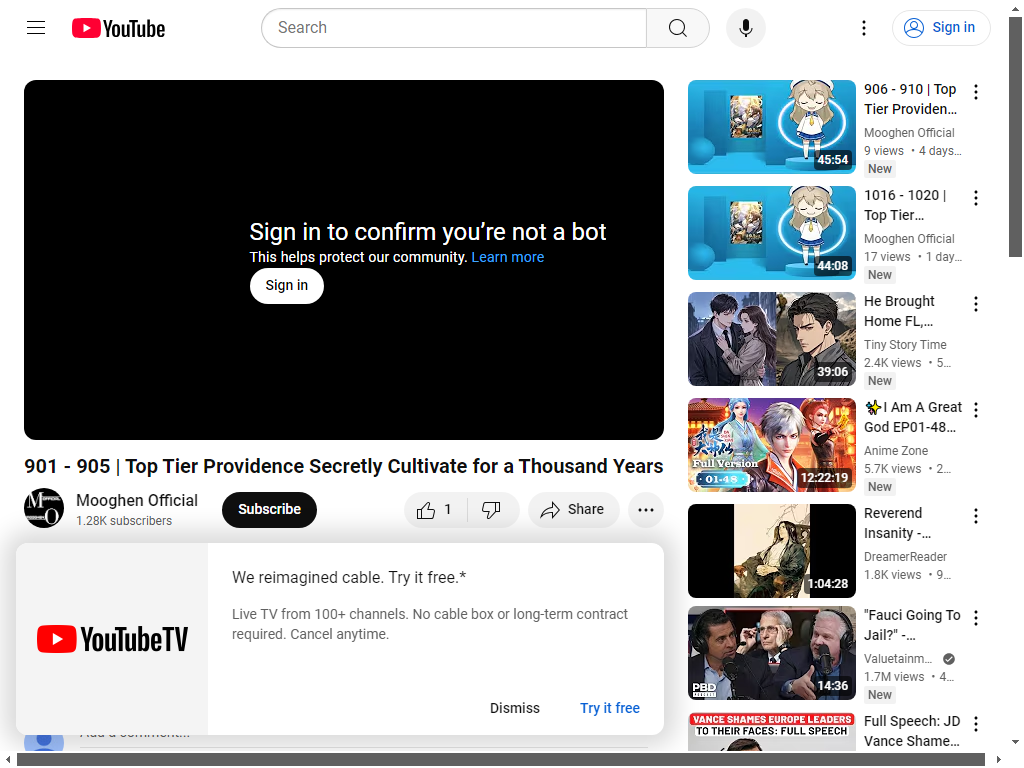 YouTube
Search
Sign in
Sign in to confirm you’re not a bot
This helps protect our community. Learn more
Sign in
901 - 905 | Top Tier Providence Secretly Cultivate for a Thousand Years
Mooghen Official
1.28K subscribers
Subscribe
1
Share
We reimagined cable. Try it free.*
Live TV from 100+ channels. No cable box or long-term contract
required. Cancel anytime.
YouTubeTV
Dismiss
Try it free
Add a comment...
45:54
906 - 910 | Top
Tier Providen…
Mooghen Official
9 views • 4 days…
New
44:08
1016 - 1020 |
Top Tier…
Mooghen Official
17 views • 1 day…
New
39:06
He Brought
Home FL,…
Tiny Story Time
2.4K views • 5…
New
Full Version
01-48
12:22:19
✨I Am A Great
God EP01-48…
Anime Zone
5.7K views • 2…
New
1:04:28
Reverend
Insanity -…
DreamerReader
1.8K views • 9…
PBD
14:36
"Fauci Going To
Jail?" -…
Valuetainm…
1.7M views • 4…
New
VANCE SHAMES EUROPE LEADERS
TO THEIR FACES: FULL SPEECH
Full Speech: JD
Vance Shame…